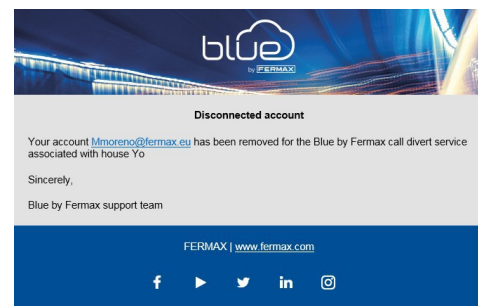 blue
by FERMAX
Disconnected account
Your account Mmoreno@fermax.eu has been removed for the Blue by Fermax call divert service
associated with house Yo
Sincerely,
Blue by Fermax support team
FERMAX | www.fermax.com